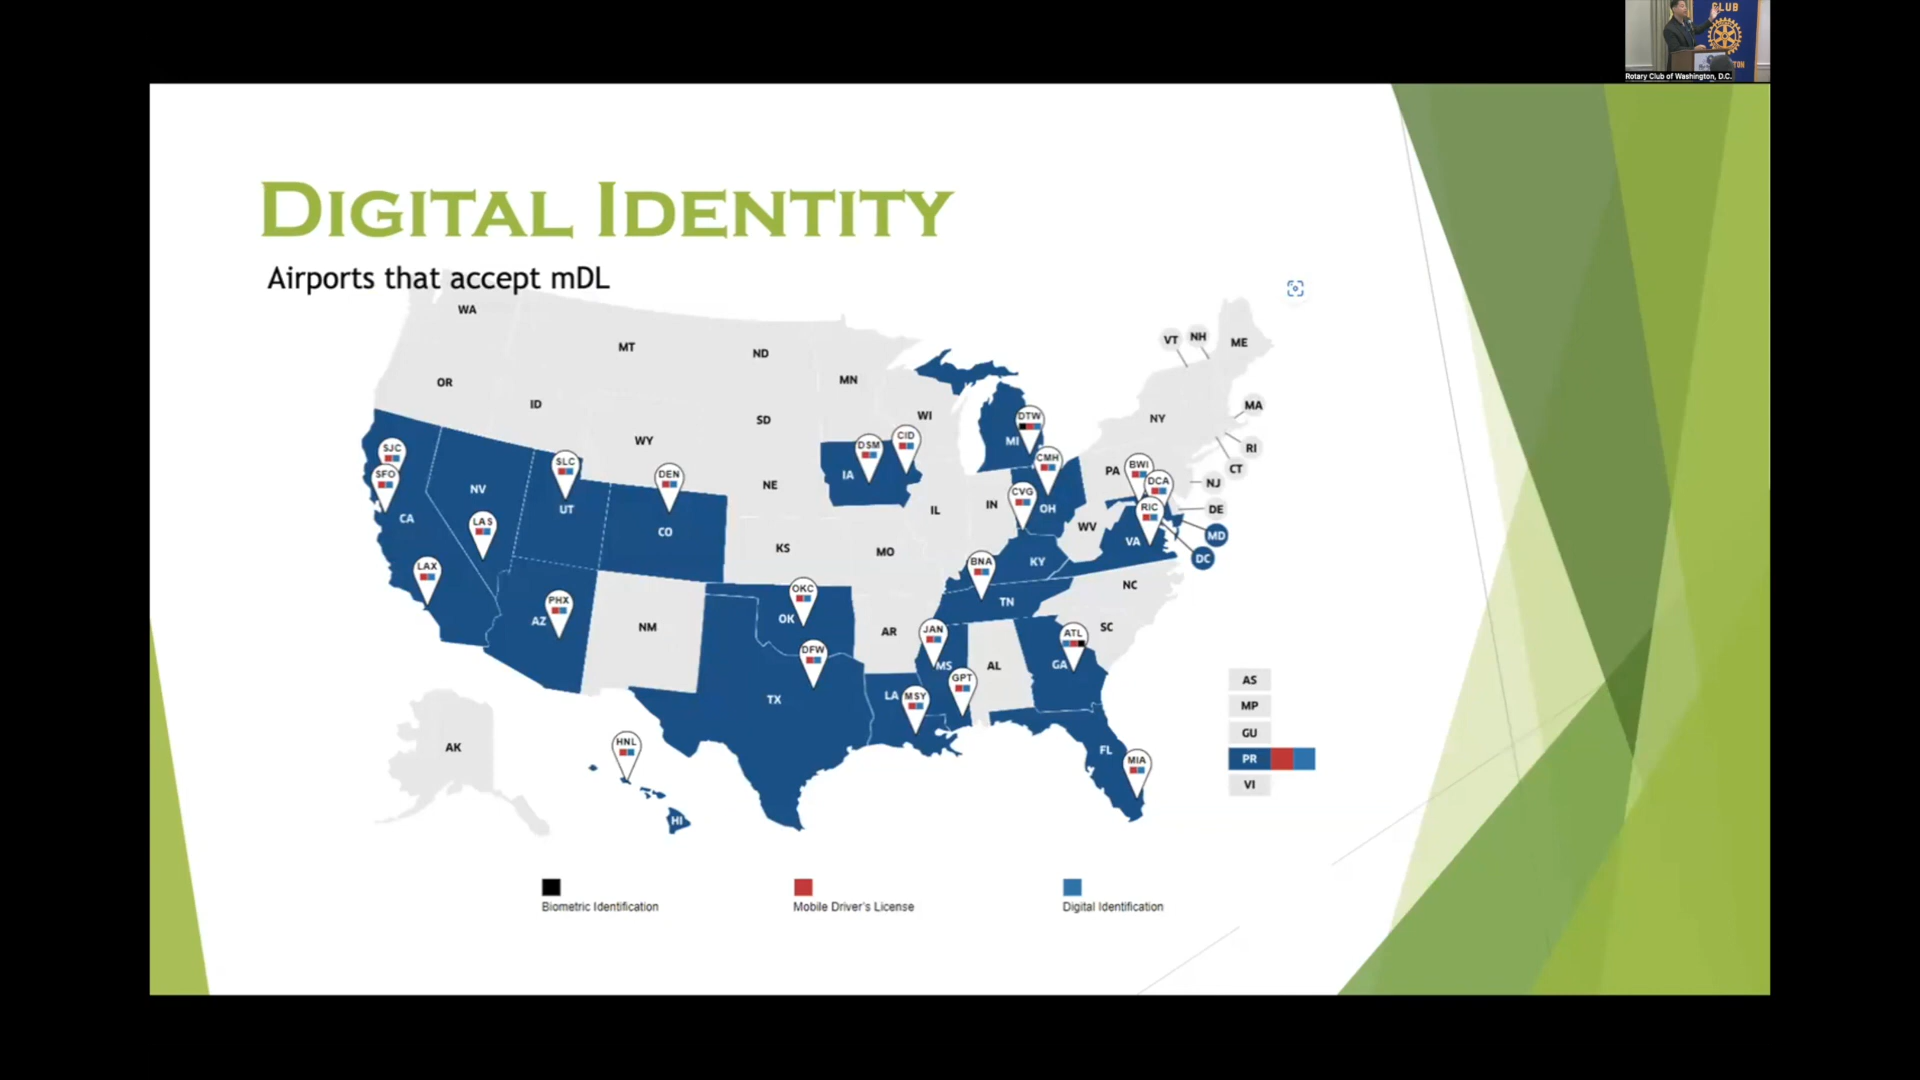 CLUB
TON
Rotary Club of Washington, D.C.
DIGITAL IDENTITY
Airports that accept mDL
WA
MT
ND
OR
ID
MN
SD
WY
WI
VT
NH
ME
MA
NY
RI
CT
PA
NJ
DE
MD
DC
SJC
SFO
CA
NV
LAS
LAX
SLC
UT
DEN
CO
NE
KS
DSM
CID
IA
IL
MO
IN
DTW
MI
CMH
CVG
OH
WV
BWI
DCA
RIC
VA
KY
BNA
TN
NC
SC
PHX
AZ
NM
OKC
OK
DFW
TX
AR
JAN
MS
LA
MSY
GPT
AL
ATL
GA
FL
MIA
AK
HNL
HI
AS
MP
GU
PR
VI
Biometric Identification
Mobile Driver's License
Digital Identification